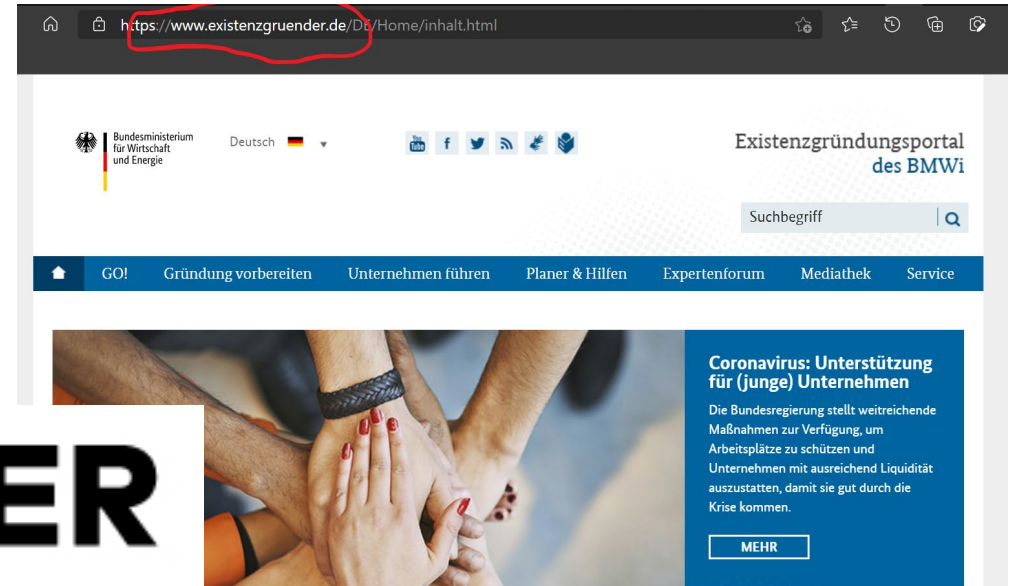 https://www.existenzgruender.de/DE/Home/inhalt.html
Bundesministerium
für Wirtschaft
und Energie
Deutsch
You
Tube
f
Existenzgründungsportal
des BMWi
Suchbegriff
GO! Gründung vorbereiten Unternehmen führen Planer & Hilfen Expertenforum Mediathek Service
Coronavirus: Unterstützung
für (junge) Unternehmen
Die Bundesregierung stellt weitreichende
Maßnahmen zur Verfügung, um
Arbeitsplätze zu schützen und
Unternehmen mit ausreichend Liquidität
auszustatten, damit sie gut durch die
Krise kommen.
MEHR
ER